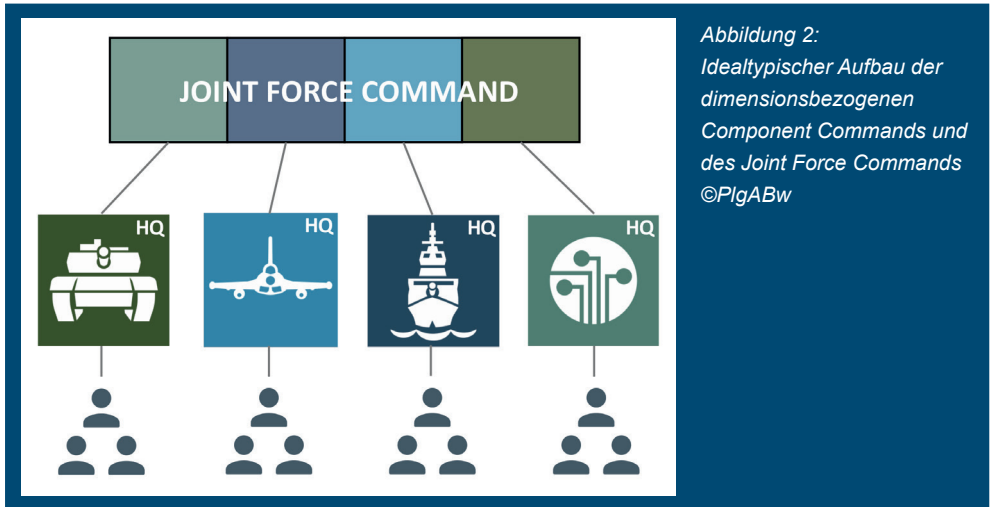 JOINT FORCE COMMAND
HQ
HQ
HQ
HQ
Abbildung 2:
Idealtypischer Aufbau der
dimensionsbezogenen
Component Commands und
des Joint Force Commands
©PlgABw